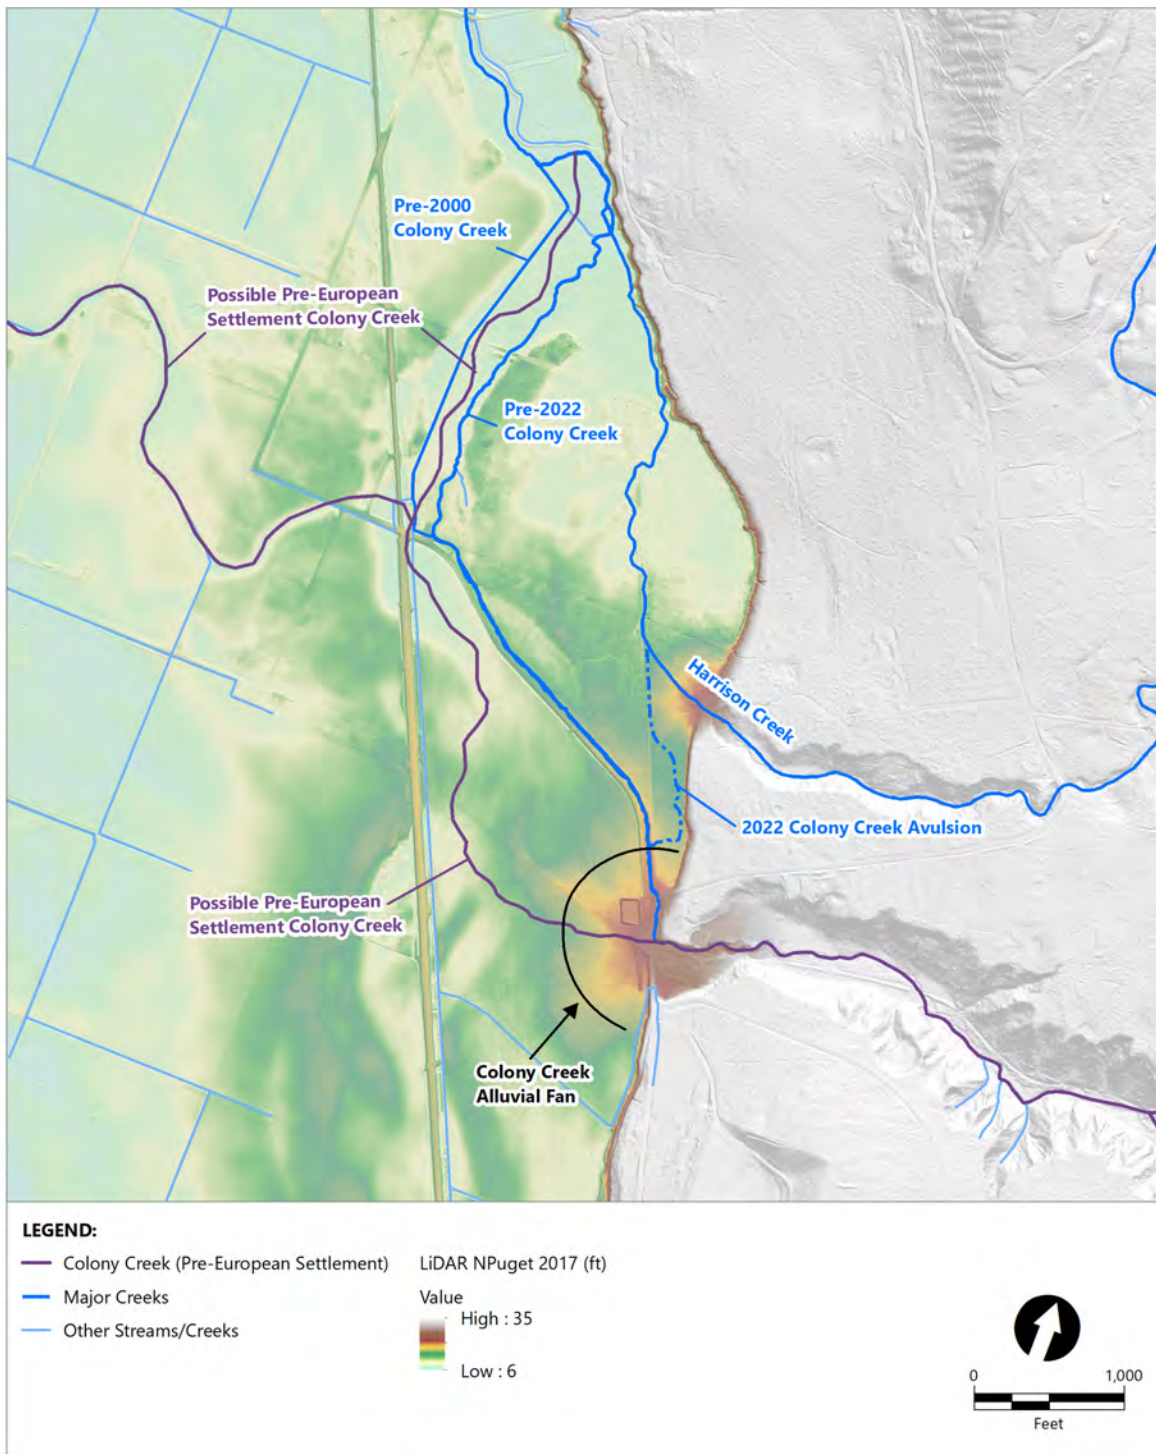 Pre-2000
Colony Creek
Possible Pre-European
Settlement Colony Creek
Pre-2022
Colony Creek
Harrison Creek
2022 Colony Creek Avulsion
Possible Pre-European
Settlement Colony Creek
Colony Creek
Alluvial Fan
LEGEND:
Colony Creek (Pre-European Settlement)
Major Creeks
Other Streams/Creeks
LiDAR NPuget 2017 (ft)
Value
High : 35
Low : 6
0 1,000
Feet